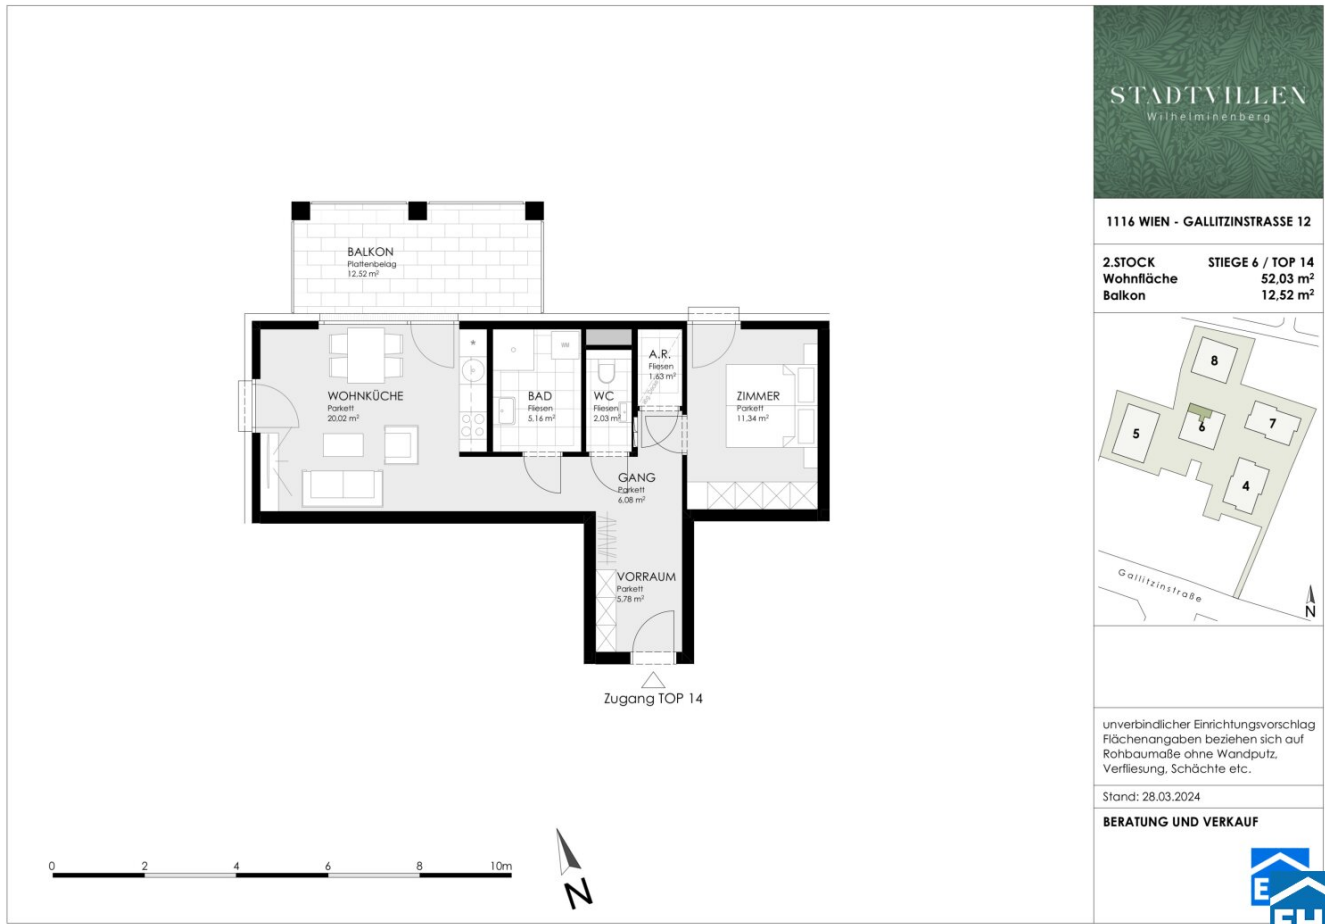 BALKON
Plattenbelag
12,52 m²
WOHNKÜCHE
Parkett
20,02 m²
BAD
Fliesen
5,16 m²
WM
WC
Fliesen
2,03 m²
A.R.
Fliesen
1,63 m²
ZIMMER
Parkett
11,34 m²
GANG
Parkett
6,08 m²
VORRAUM
Parkett
5,78 m²
Zugang TOP 14
0 2 4 6 8 10m
N
STADTVILLEN
Wilhelminenberg
1116 WIEN - GALLITZINSTRASSE 12
2.STOCK STIEGE 6 / TOP 14
Wohnfläche 52,03 m²
Balkon 12,52 m²
8
5
6
7
4
Gallitzinstraße
N
unverbindlicher Einrichtungsvorschlag
Flächenangaben beziehen sich auf
Rohbaumaße ohne Wandputz,
Verfliesung, Schächte etc.
Stand: 28.03.2024
BERATUNG UND VERKAUF
E
EH